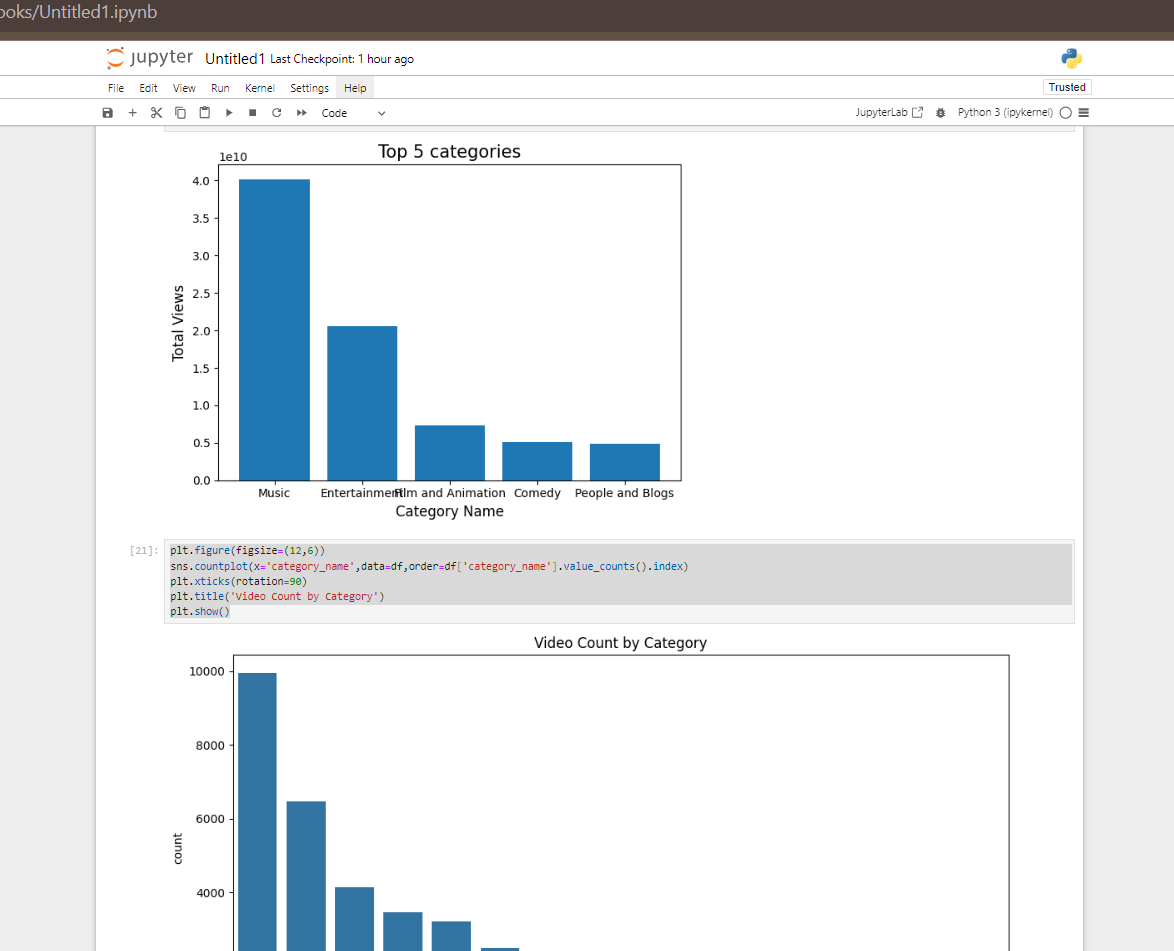 ooks/Untitled1.ipynb
jupyter Untitled1 Last Checkpoint: 1 hour ago
File Edit View Run Kernel Settings Help
Trusted
Code
JupyterLab Python 3 (ipykernel)
Top 5 categories
1e10
4.0
3.5
3.0
2.5
2.0
1.5
1.0
0.5
0.0
Total Views
Music Entertainment Film and Animation Comedy People and Blogs
Category Name
[21]:
plt.figure(figsize=(12,6))
sns.countplot(x='category_name',data=df,order=df['category_name'].value_counts().index)
plt.xticks(rotation=90)
plt.title('Video Count by Category')
plt.show()
Video Count by Category
10000
8000
6000
4000
count